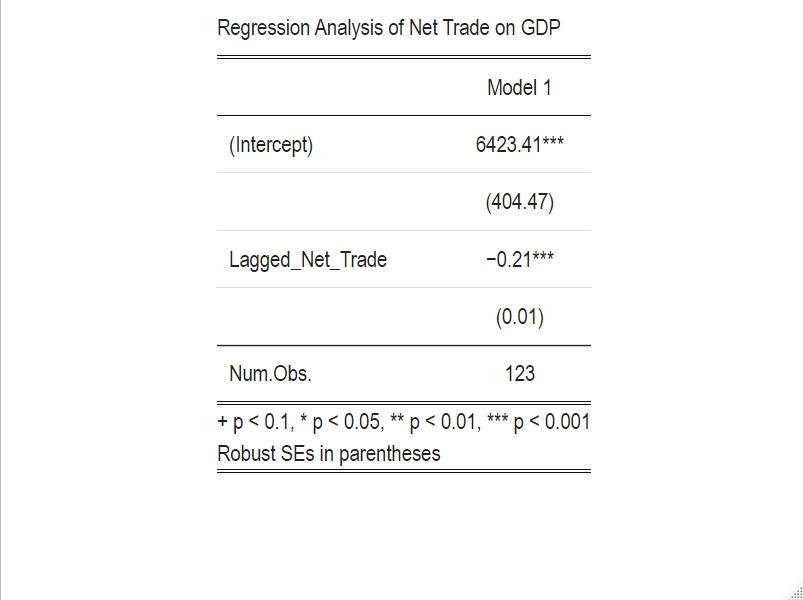 Regression Analysis of Net Trade on GDP
Model 1
(Intercept) 6423.41***
(404.47)
Lagged_Net_Trade −0.21***
(0.01)
Num.Obs. 123
+ p < 0.1, * p < 0.05, ** p < 0.01, *** p < 0.001
Robust SEs in parentheses